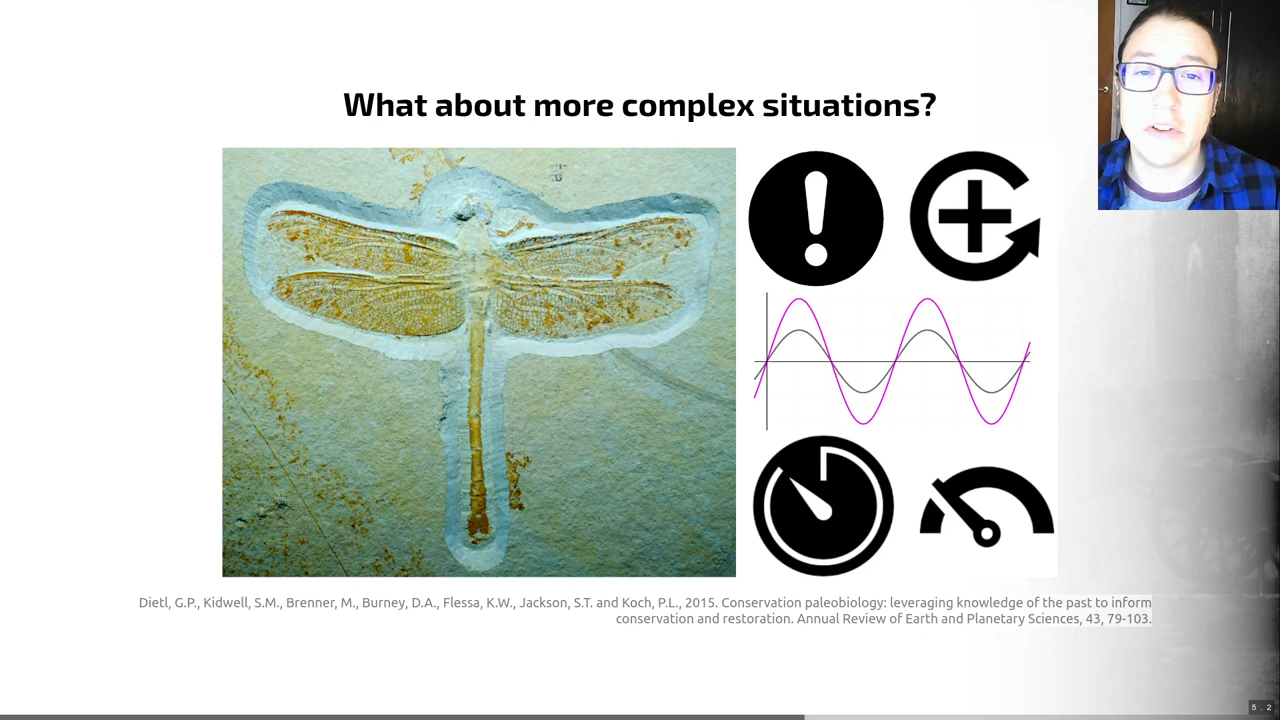 What about more complex situations?
Dietl, G.P., Kidwell, S.M., Brenner, M., Burney, D.A., Flessa, K.W., Jackson, S.T. and Koch, P.L., 2015. Conservation paleobiology: leveraging knowledge of the past to inform
conservation and restoration. Annual Review of Earth and Planetary Sciences, 43, 79-103.
5.2